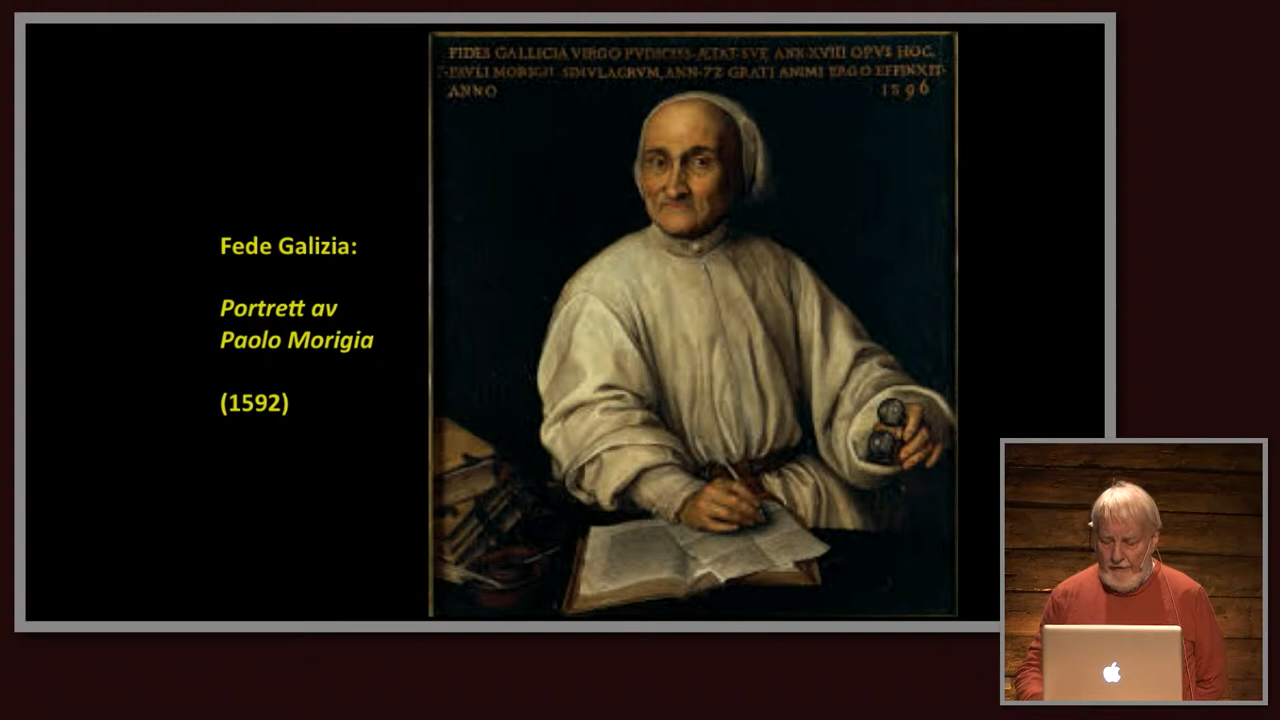 FIDES GALLICIA VIRGO PVDICISS ÆTAT SVÆ ANN XVIII OPVS HOC
PAVLI MORIGII SIMVLACRVM, ANN 72 GRATI ANIMI ERGO EFFINXIT
ANNO 1596
Fede Galizia:
Portrett av
Paolo Morigia
(1592)